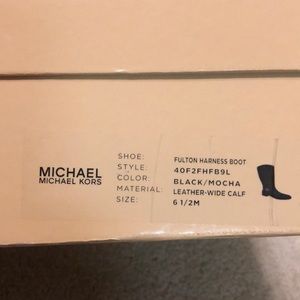 MICHAEL
MICHAEL KORS
SHOE: FULTON HARNESS BOOT
STYLE: 40F2FHFB9L
COLOR: BLACK/MOCHA
MATERIAL: LEATHER-WIDE CALF
SIZE: 6 1/2M